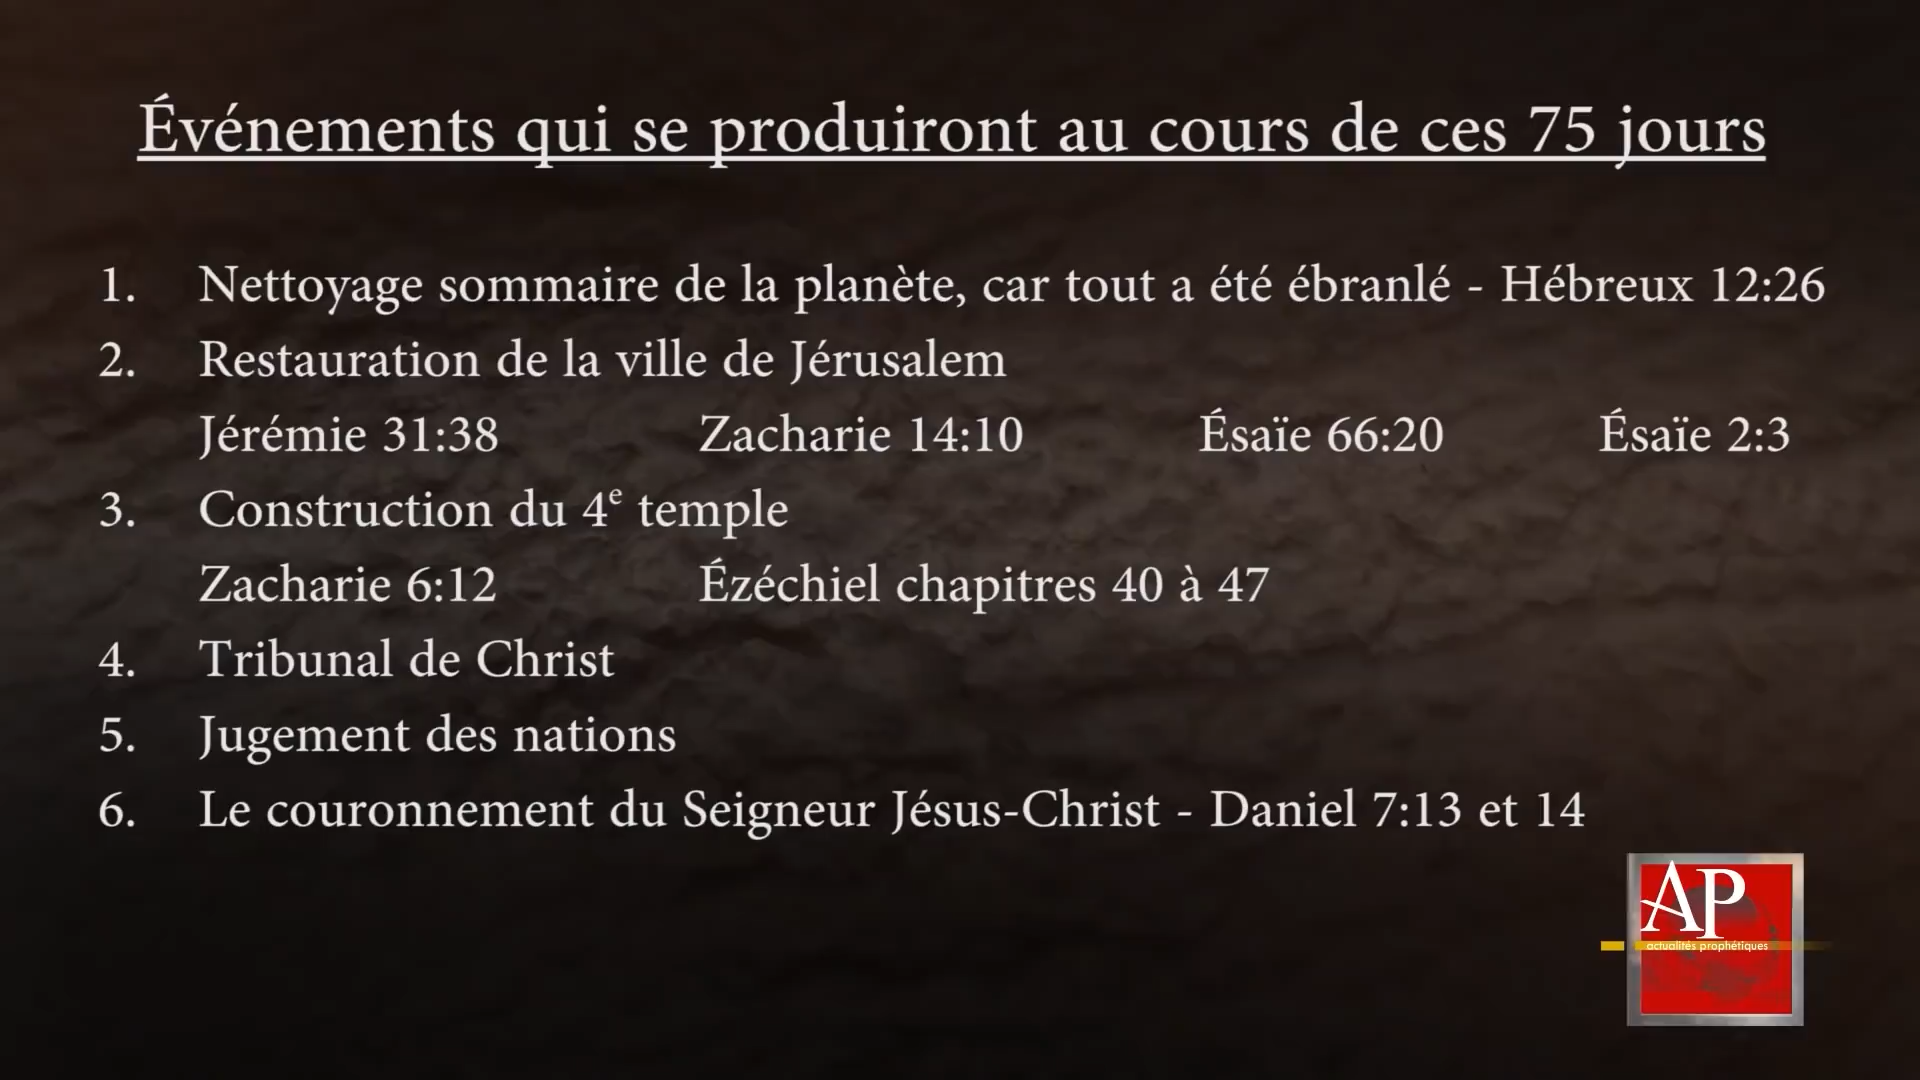 Événements qui se produiront au cours de ces 75 jours
1. Nettoyage sommaire de la planète, car tout a été ébranlé - Hébreux 12:26
2. Restauration de la ville de Jérusalem
Jérémie 31:38 Zacharie 14:10 Ésaïe 66:20 Ésaïe 2:3
3. Construction du 4e temple
Zacharie 6:12 Ézéchiel chapitres 40 à 47
4. Tribunal de Christ
5. Jugement des nations
6. Le couronnement du Seigneur Jésus-Christ - Daniel 7:13 et 14
AP
actualités prophétiques